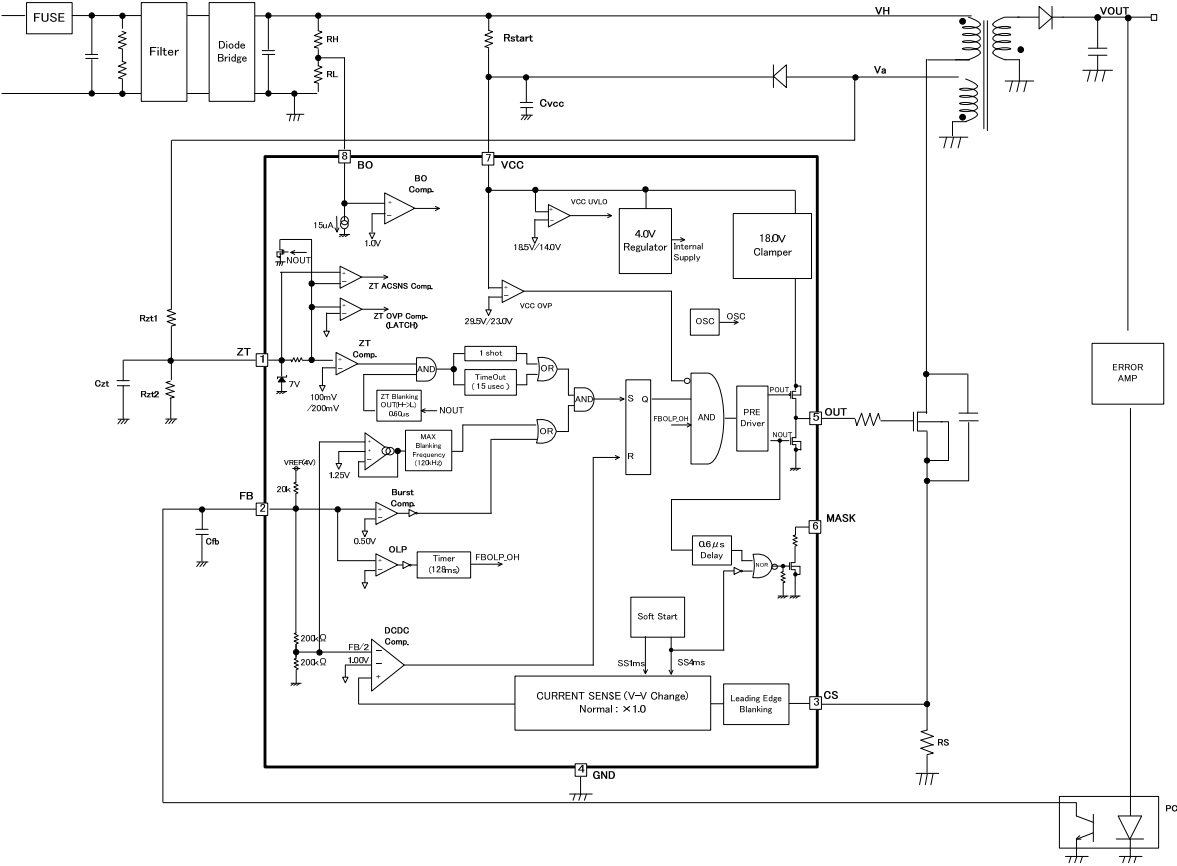 FUSE
Filter
Diode
Bridge
RH
RL
Rstart
Cvcc
VH
Va
VOUT
8
BO
7
VCC
BO
Comp.
15uA
1.0V
VCC UVLO
18.5V/14.0V
4.0V
Regulator
Internal
Supply
18.0V
Clamper
NOUT
ZT ACSNS Comp.
ZT OVP Comp.
(LATCH)
VCC OVP
29.5V/23.0V
OSC
OSC
Rzt1
ZT
1
Czt
Rzt2
7V
ZT
Comp.
100mV
/200mV
AND
1 shot
TimeOut
(15 usec)
OR
ZT Blanking
OUT(H->L)
0.60μs
NOUT
AND
OR
S
Q
R
FBOLP_OH
AND
PRE
Driver
POUT
NOUT
5
OUT
ERROR
AMP
MAX
Blanking
Frequency
(120kHz)
1.25V
VREF(4V)
20k
FB
2
Cfb
Burst
Comp.
0.50V
OLP
Timer
(128ms)
FBOLP_OH
MASK
6
0.6μs
Delay
NOR
Soft Start
SS1ms
SS4ms
DCDC
Comp.
200kΩ
200kΩ
FB/2
1.00V
CURRENT SENSE (V-V Change)
Normal : ×1.0
Leading Edge
Blanking
CS
3
RS
4
GND
PC